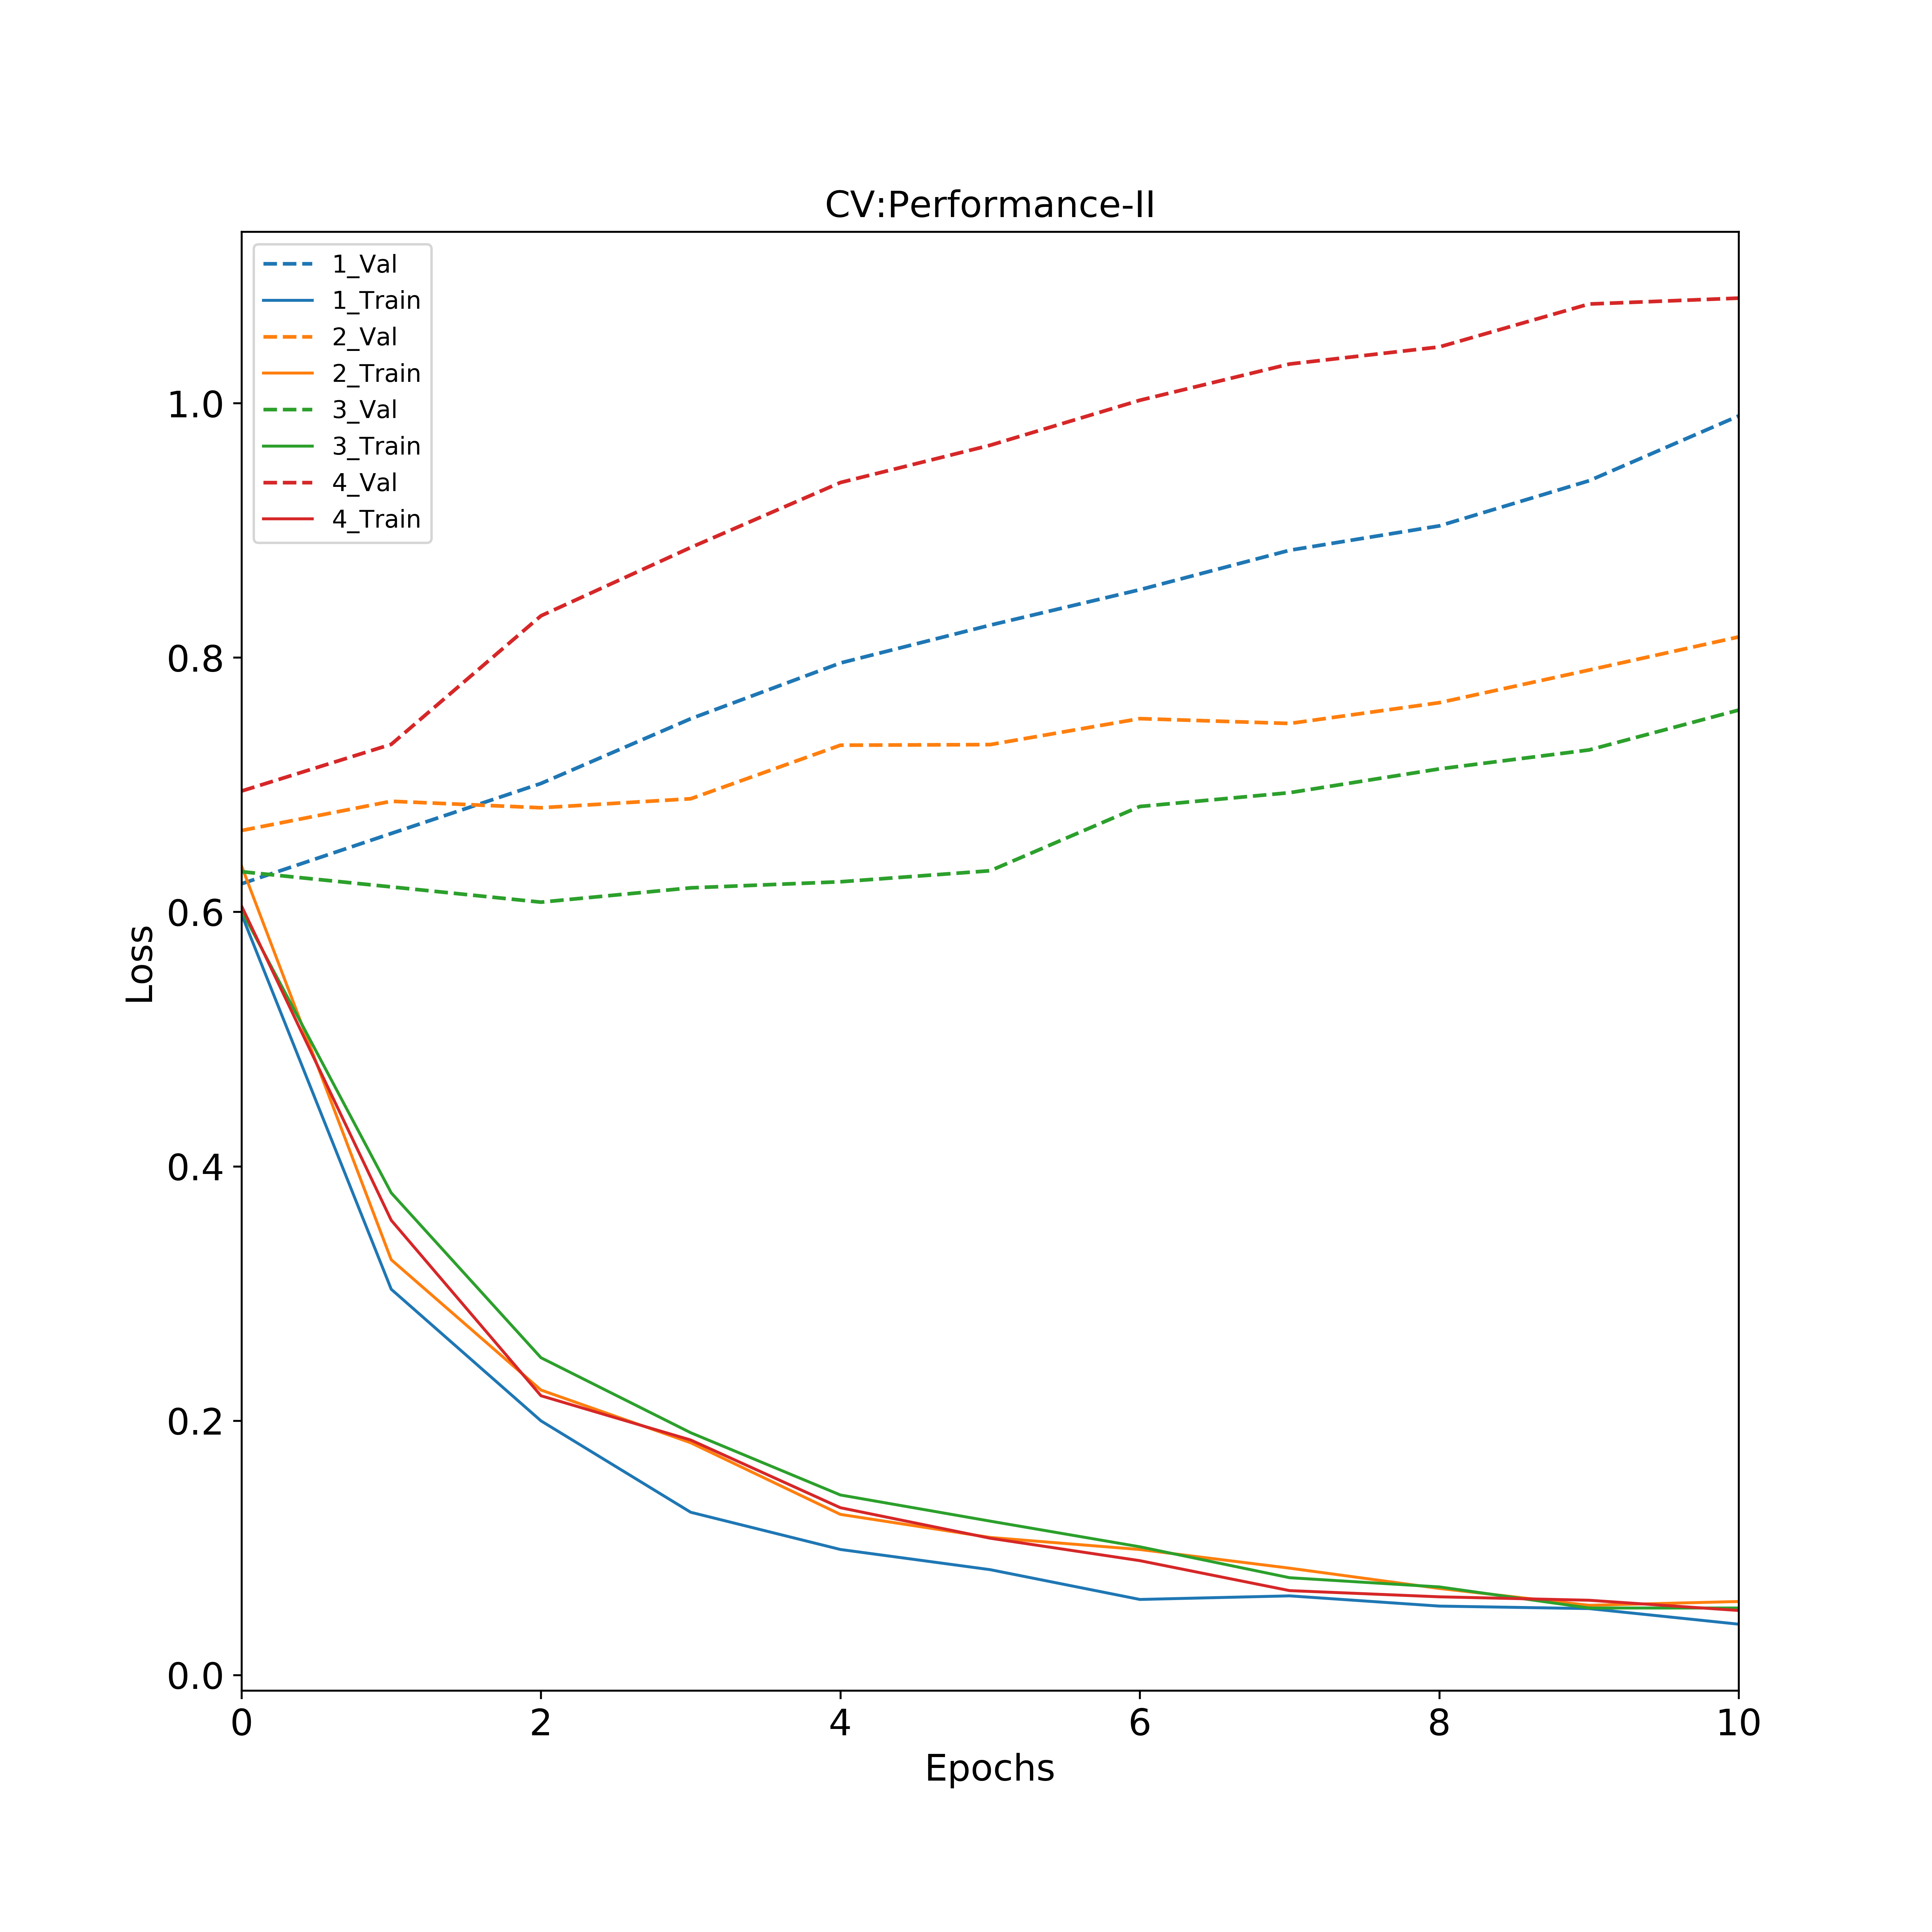 CV:Performance-II
1_Val
1_Train
2_Val
2_Train
3_Val
3_Train
4_Val
4_Train
1.0
0.8
0.6
0.4
0.2
0.0
Loss
0 2 4 6 8 10
Epochs